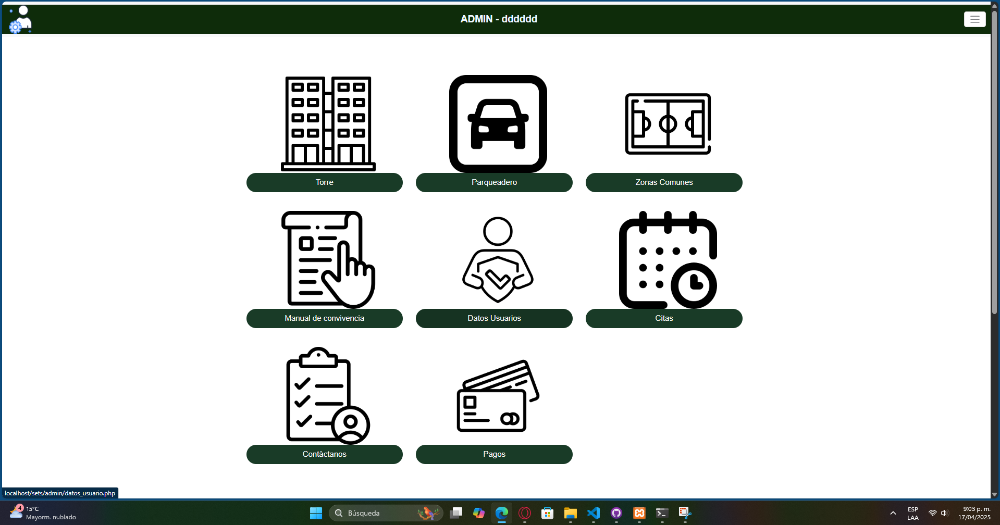 ADMIN - dddddd
Torre
Parqueadero
Zonas Comunes
Manual de convivencia
Datos Usuarios
Citas
Contàctanos
Pagos
localhost/sets/admin/datos_usuario.php
4
15°C
Mayorm. nublado
Búsqueda
ESP
LAA
9:03 p. m.
17/04/2025